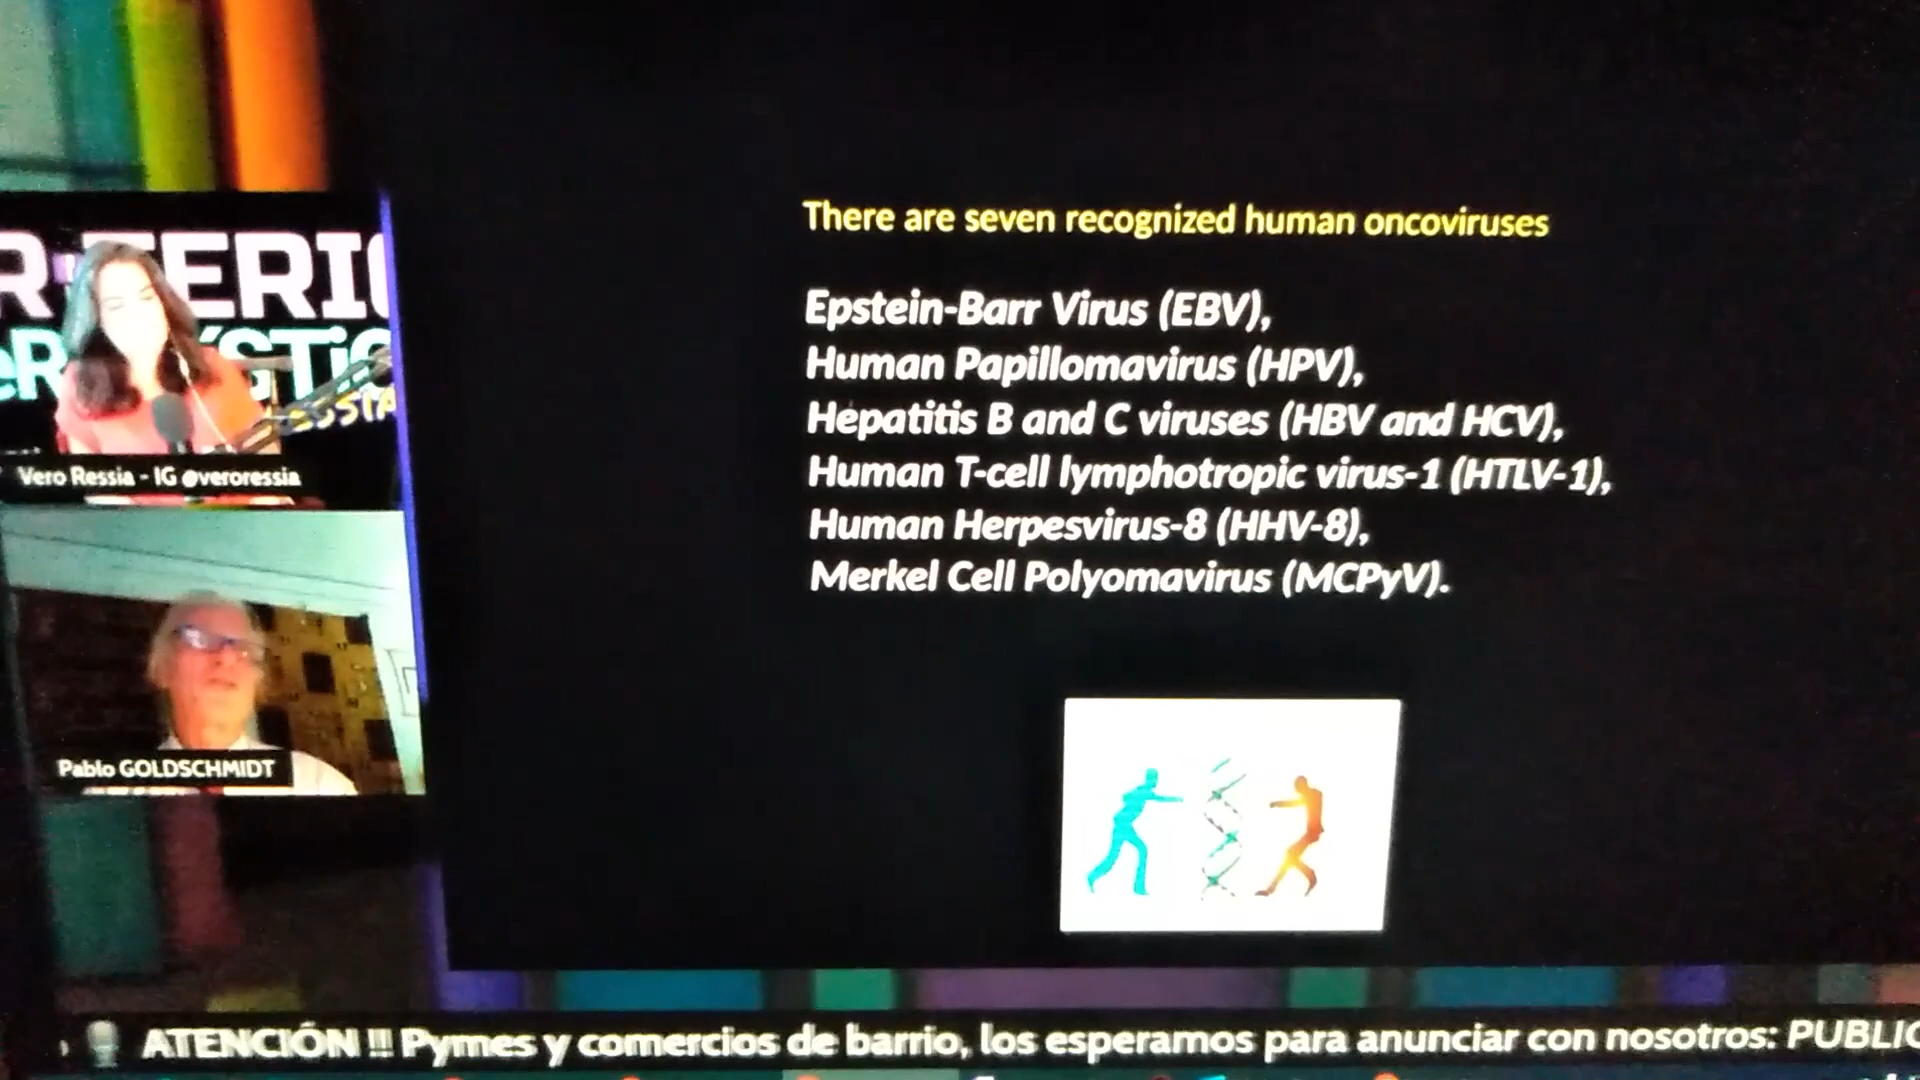 There are seven recognized human oncoviruses
Epstein-Barr Virus (EBV),
Human Papillomavirus (HPV),
Hepatitis B and C viruses (HBV and HCV),
Human T-cell lymphotropic virus-1 (HTLV-1),
Human Herpesvirus-8 (HHV-8),
Merkel Cell Polyomavirus (MCPyV).
Vero Ressia - IG @veroressia
Pablo GOLDSCHMIDT
ATENCIÓN !! Pymes y comercios de barrio, los esperamos para anunciar con nosotros: